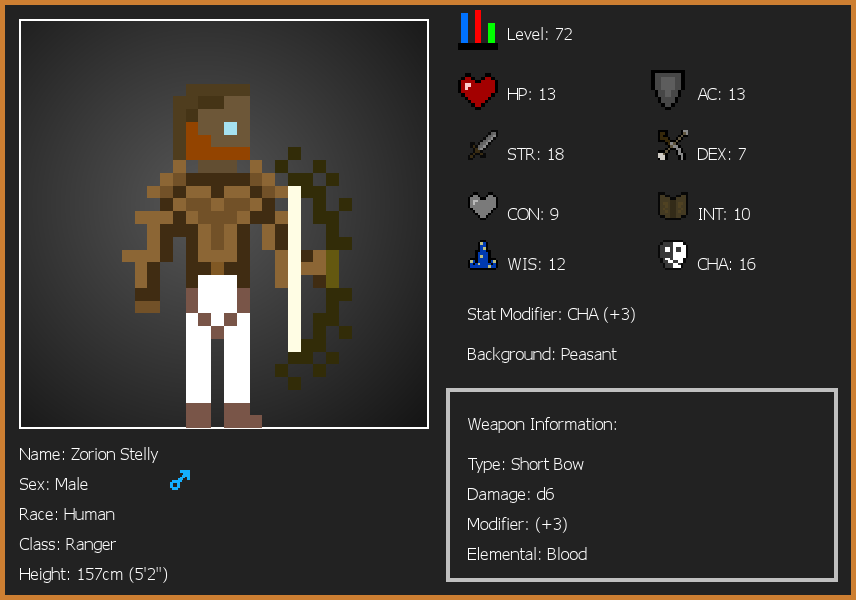 Level: 72
HP: 13
AC: 13
STR: 18
DEX: 7
CON: 9
INT: 10
WIS: 12
CHA: 16
Stat Modifier: CHA (+3)
Background: Peasant
Weapon Information:
Type: Short Bow
Damage: d6
Modifier: (+3)
Elemental: Blood
Name: Zorion Stelly
Sex: Male
Race: Human
Class: Ranger
Height: 157cm (5'2")